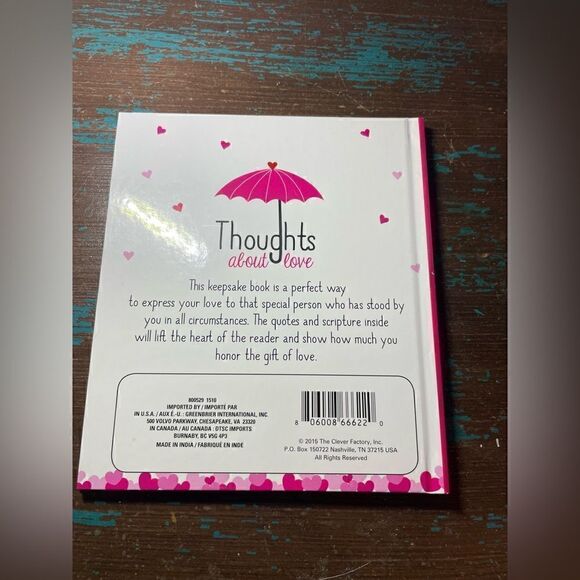 Thoughts
about love
This keepsake book is a perfect way
to express your love to that special person who has stood by
you in all circumstances. The quotes and scripture inside
will lift the heart of the reader and show how much you
honor the gift of love.
800529 1510
IMPORTED BY / IMPORTÉ PAR
IN U.S.A. / AUX É.-U. : GREENBRIER INTERNATIONAL, INC.
500 VOLVO PARKWAY, CHESAPEAKE, VA 23320
IN CANADA / AU CANADA : DTSC IMPORTS
BURNABY, BC V5G 4P3
MADE IN INDIA / FABRIQUÉ EN INDE
8 06008 66622 0
© 2015 The Clever Factory, Inc.
P.O. Box 150722 Nashville, TN 37215 USA
All Rights Reserved